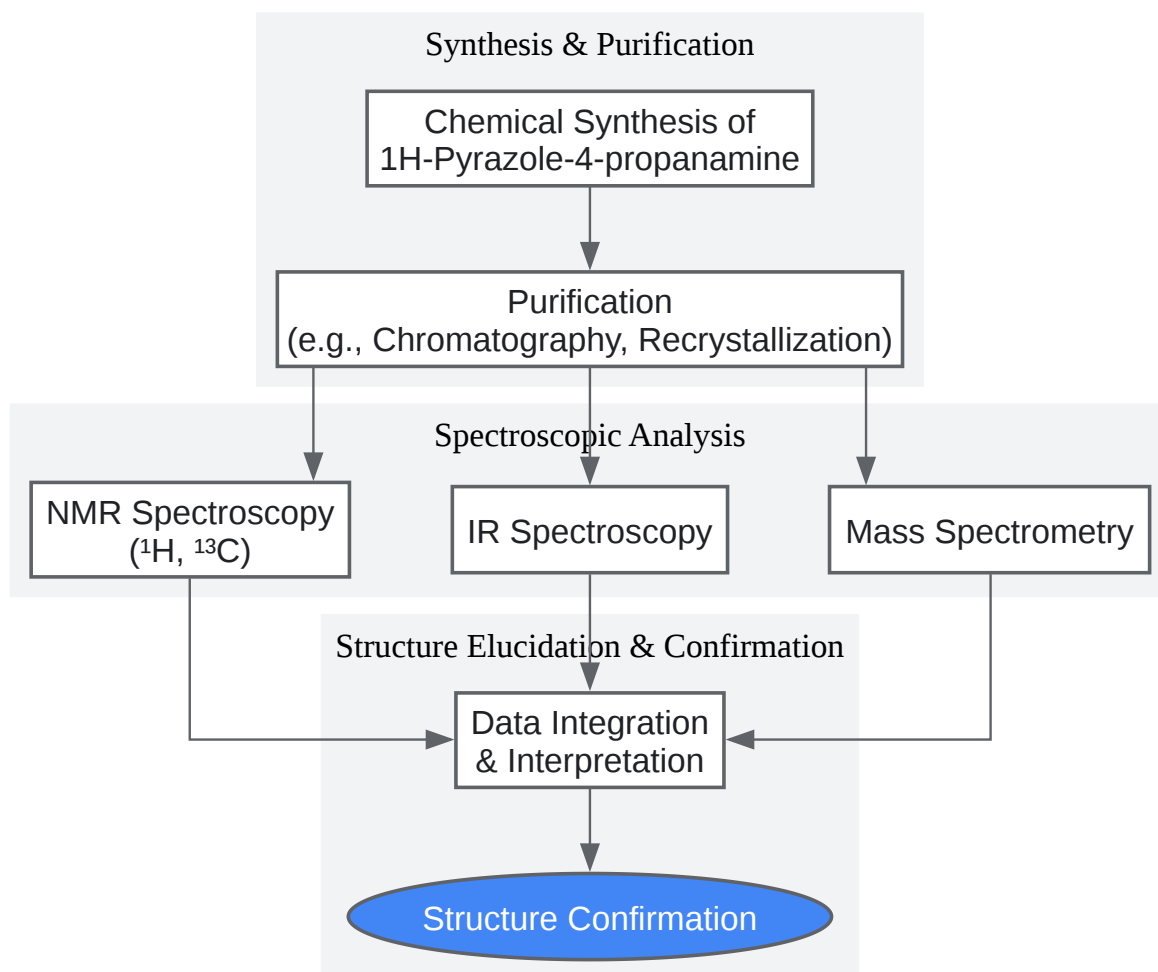 Synthesis & Purification
Chemical Synthesis of
1H-Pyrazole-4-propanamine
Purification
(e.g., Chromatography, Recrystallization)
Spectroscopic Analysis
NMR Spectroscopy
(¹H, ¹³C)
IR Spectroscopy
Mass Spectrometry
Structure Elucidation & Confirmation
Data Integration
& Interpretation
Structure Confirmation